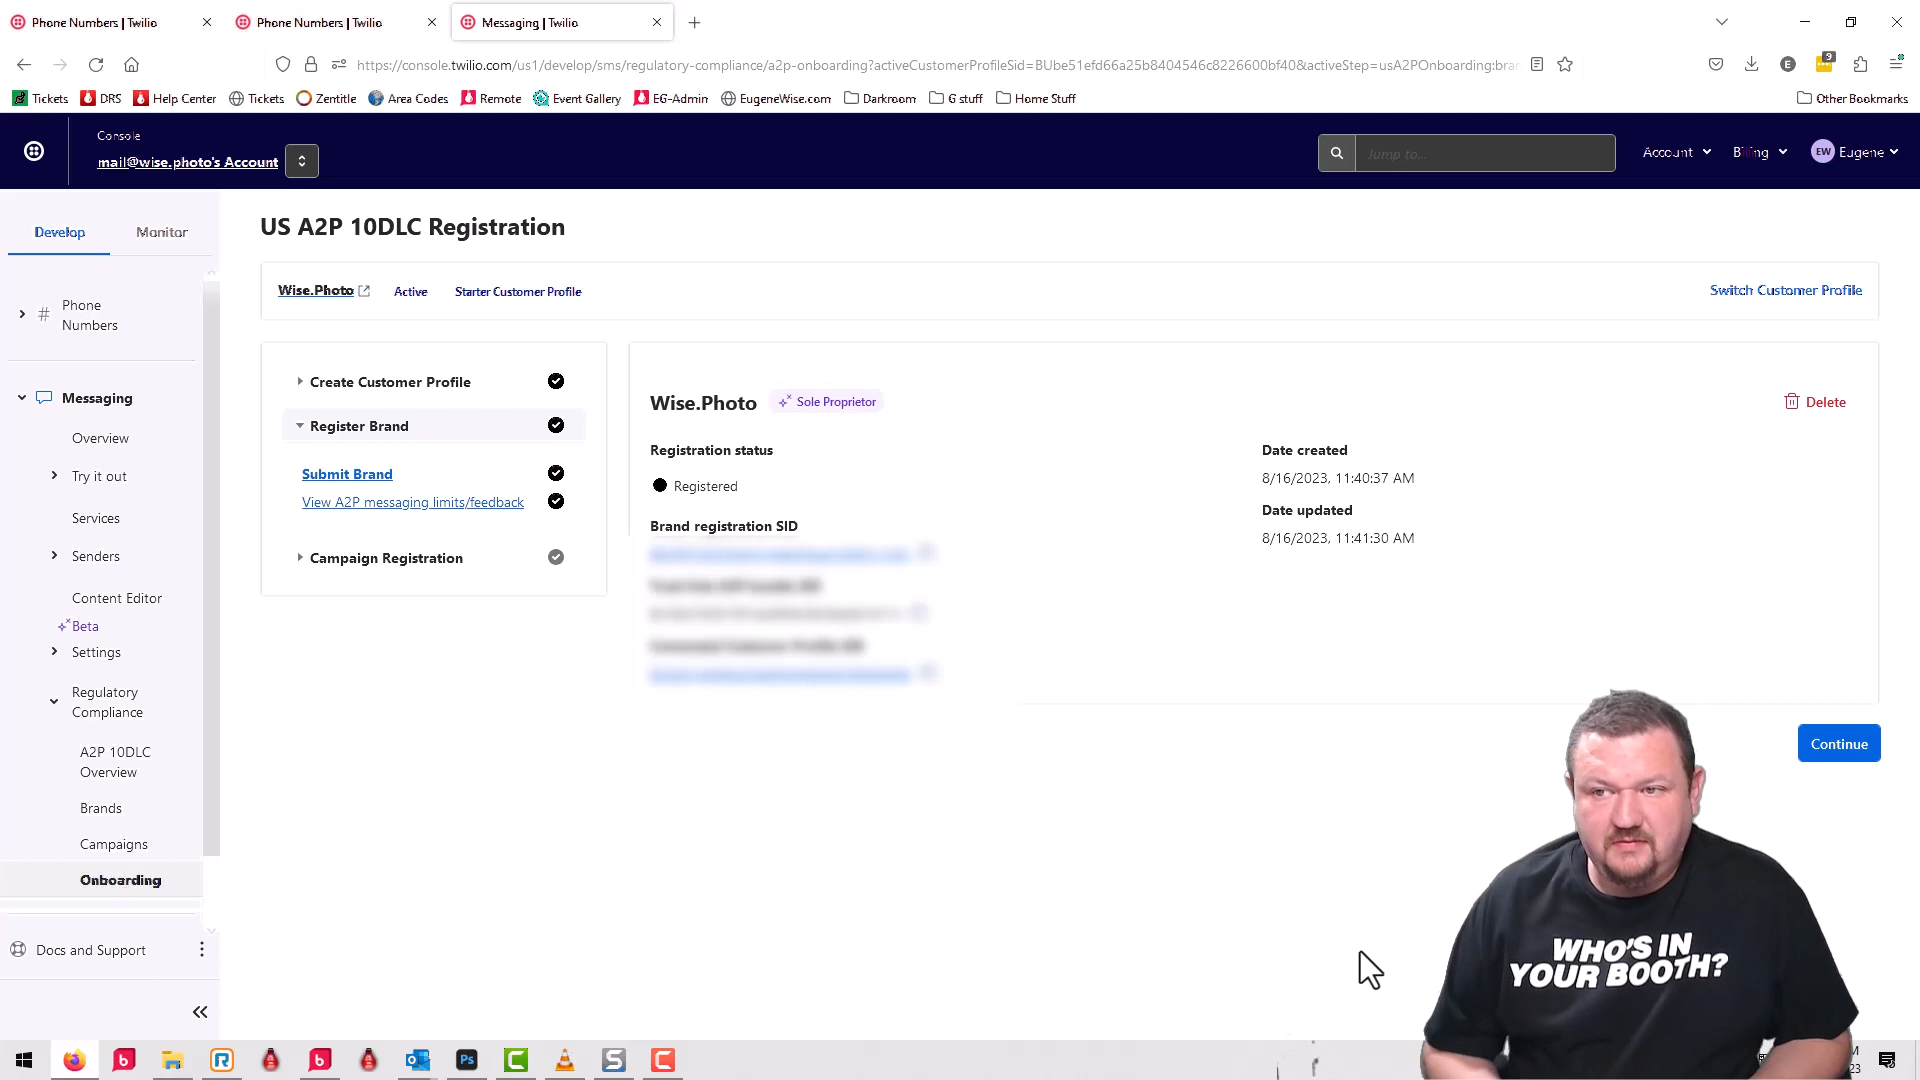 Phone Numbers | Twilio
Phone Numbers | Twilio
Messaging | Twilio
https://console.twilio.com/us1/develop/sms/regulatory-compliance/a2p-onboarding?activeCustomerProfileSid=BUbe51efd66a25b8404546c8226600bf40&activeStep=usA2POnboarding:bran
9
Tickets
DRS
Help Center
Tickets
Zentitle
Area Codes
Remote
Event Gallery
EG-Admin
EugeneWise.com
Darkroom
G stuff
Home Stuff
Other Bookmarks
Console
mail@wise.photo's Account
Jump to...
Account
Billing
EW
Eugene
Develop
Monitor
US A2P 10DLC Registration
Wise.Photo
Active
Starter Customer Profile
Switch Customer Profile
Phone
Numbers
Messaging
Overview
Try it out
Services
Senders
Content Editor
Beta
Settings
Regulatory
Compliance
A2P 10DLC
Overview
Brands
Campaigns
Onboarding
Docs and Support
Create Customer Profile
Register Brand
Submit Brand
View A2P messaging limits/feedback
Campaign Registration
Wise.Photo
Sole Proprietor
Delete
Registration status
Registered
Brand registration SID
Date created
8/16/2023, 11:40:37 AM
Date updated
8/16/2023, 11:41:30 AM
Continue
WHO'S IN
YOUR BOOTH?
Ps